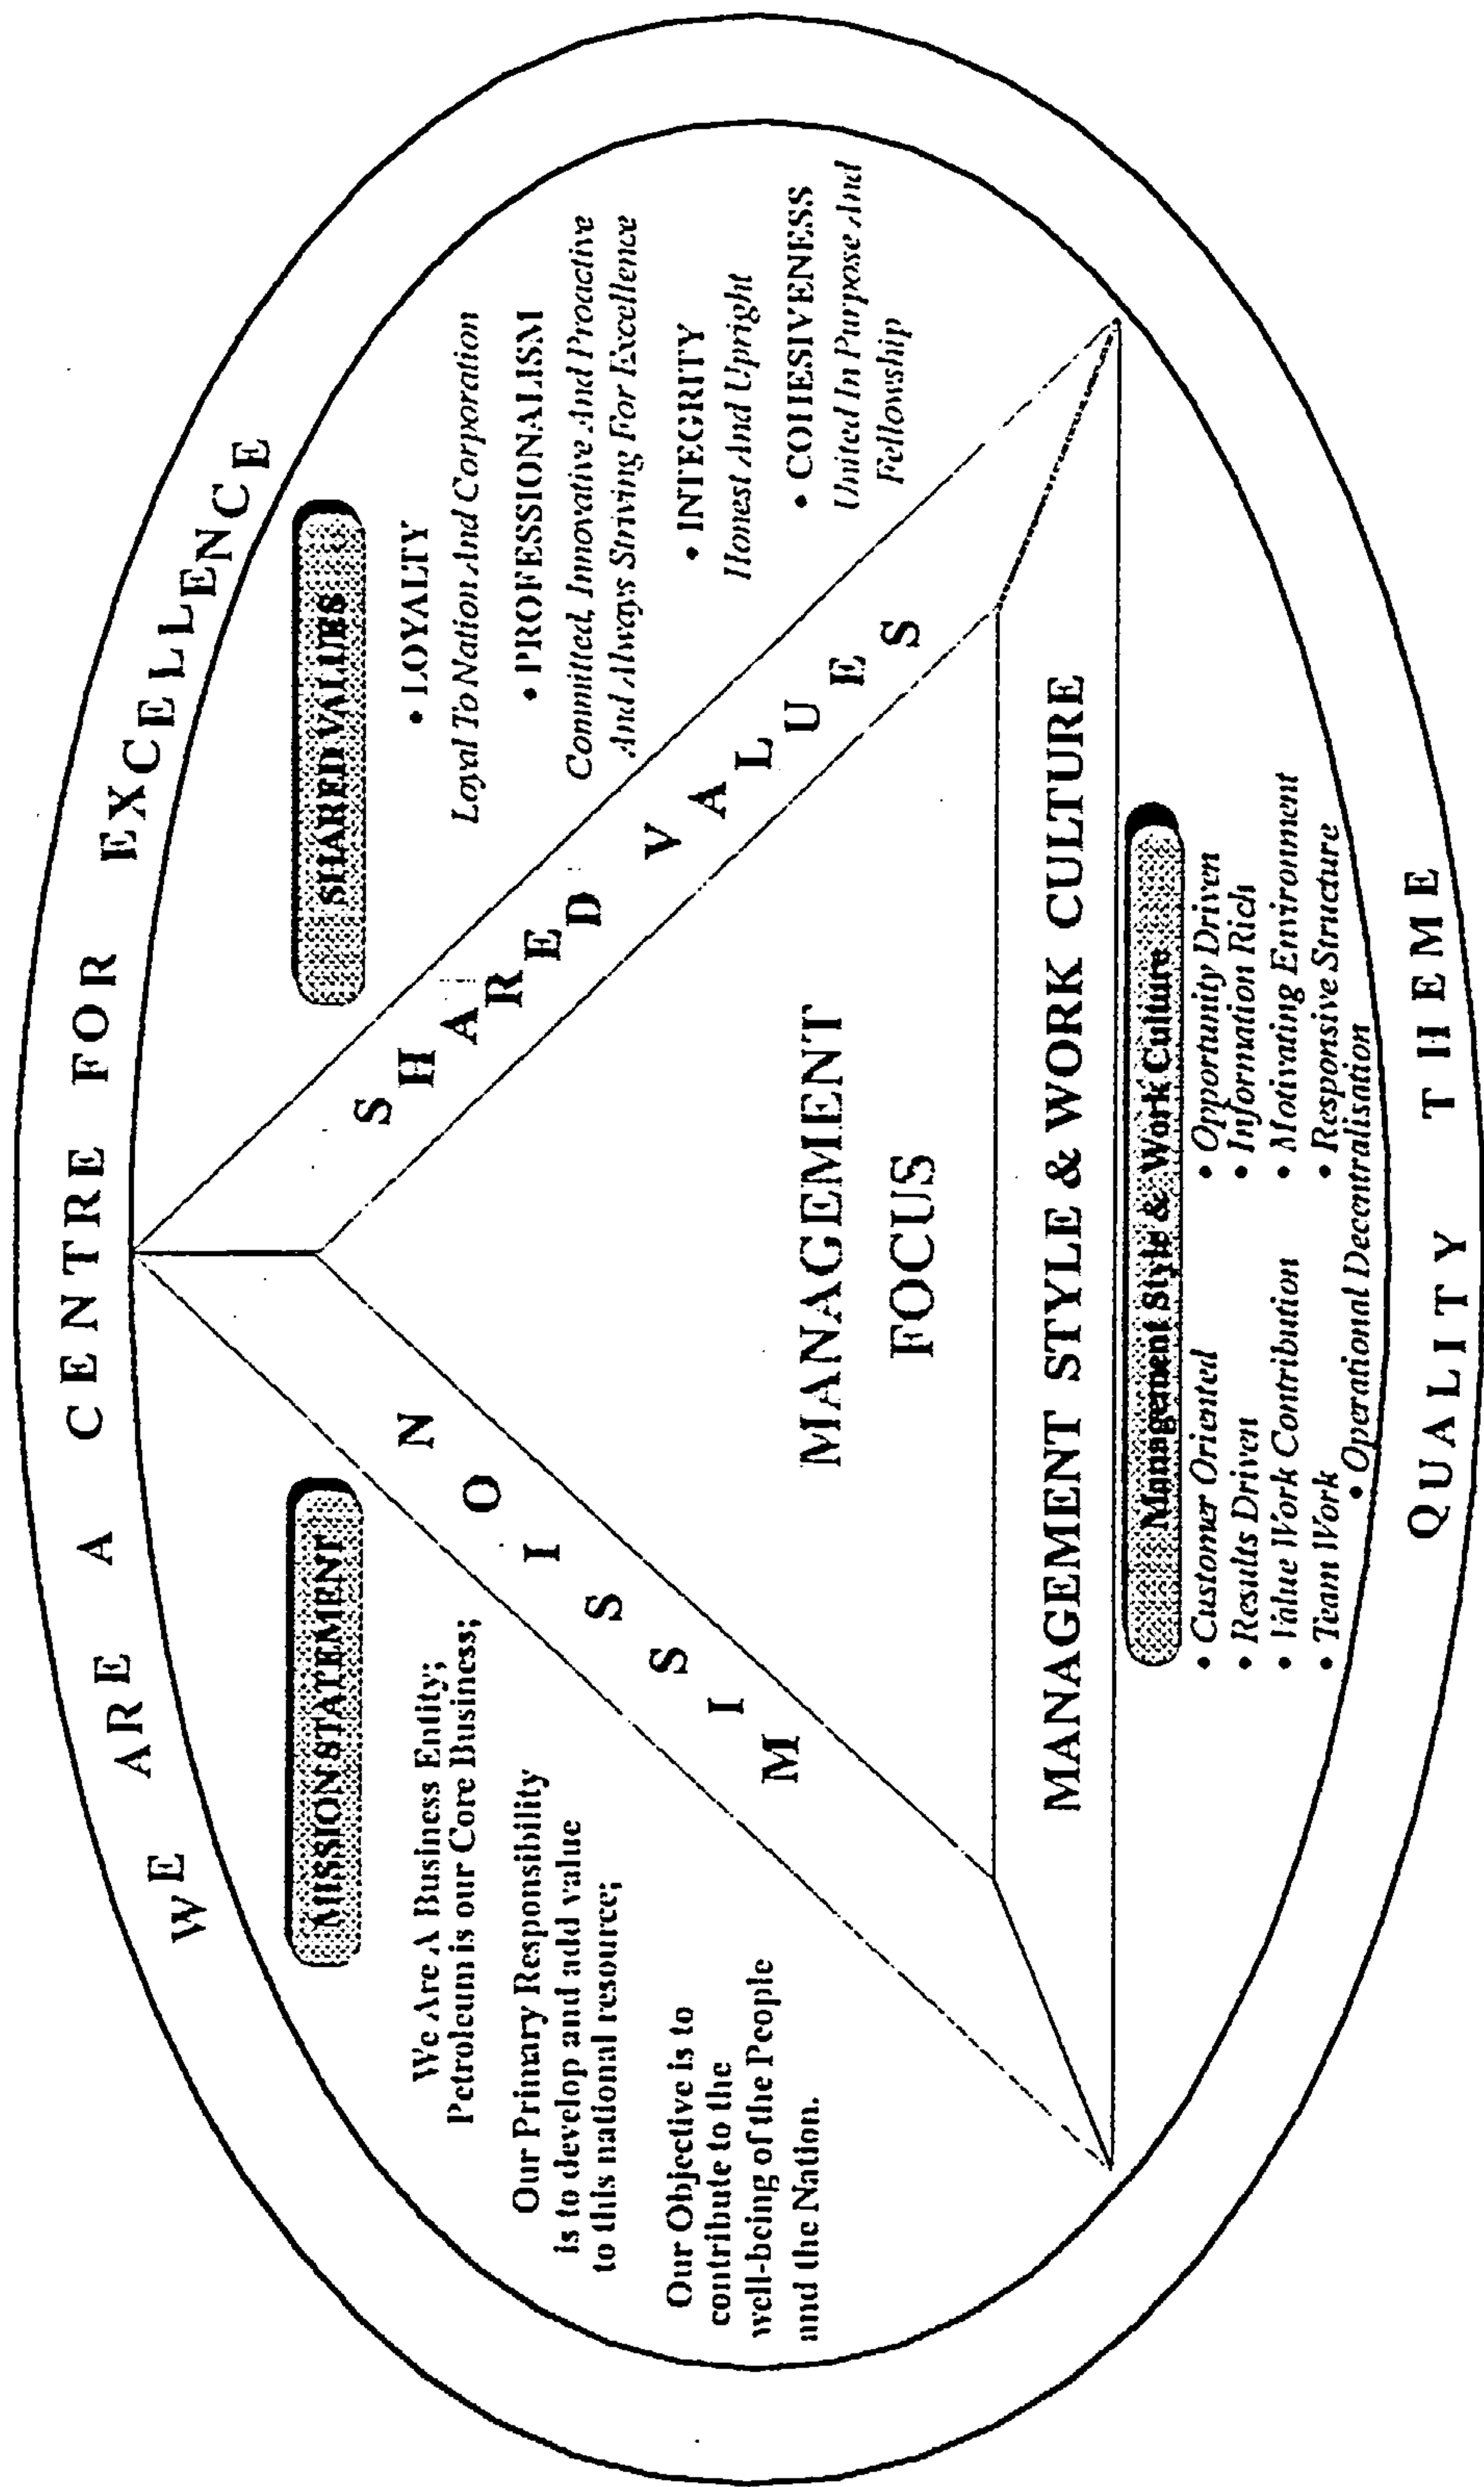 WE ARE A CENTRE FOR EXCELLENCE
MISSION STATEMENT
We Are A Business Entity;
Petroleum is our Core Business;
Our Primary Responsibility
is to develop and add value
to this national resource;
Our Objective is to
contribute to the
well-being of the People
and the Nation.
SHARED VALUES
• LOYALTY
Loyal To Nation And Corporation
• PROFESSIONALISM
Committed, Innovative And Proactive
And Always Striving For Excellence
• INTEGRITY
Honest And Upright
• COHESIVENESS
United In Purpose And
Fellowship
MISSION
SHARED VALUES
MANAGEMENT
FOCUS
MANAGEMENT STYLE & WORK CULTURE
Management Style & Work Culture
• Customer Oriented
• Results Driven
• Value Work Contribution
• Team Work
• Opportunity Driven
• Information Rich
• Motivating Environment
• Responsive Structure
• Operational Decentralisation
QUALITY THEME